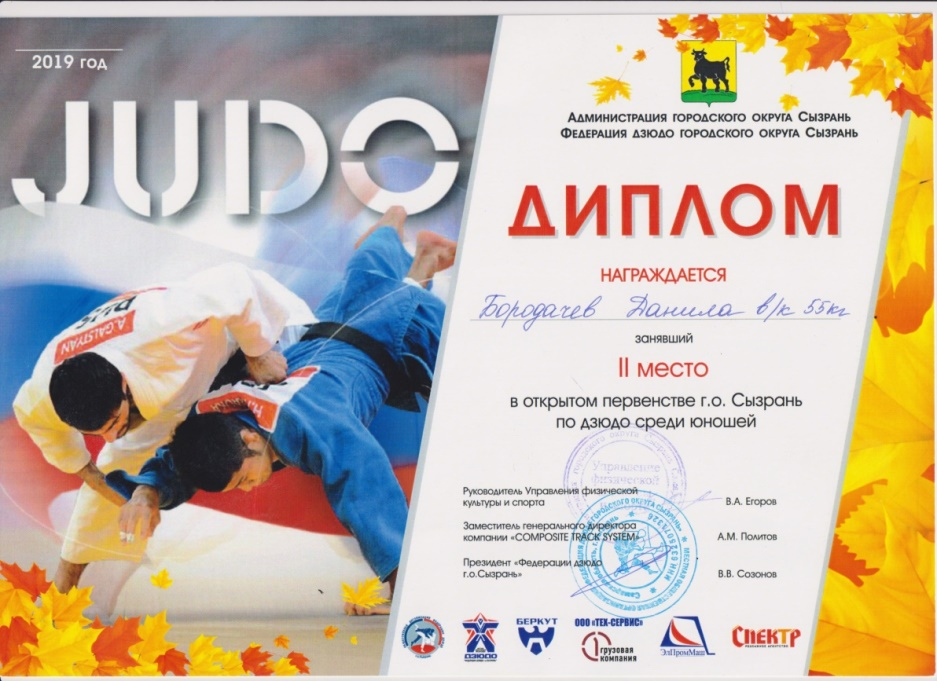 2019 год
JUDO
Администрация городского округа Сызрань
Федерация дзюдо городского округа Сызрань
ДИПЛОМ
НАГРАЖДАЕТСЯ
Бородачев Данила в/к 55кг
занявший
II место
в открытом первенстве г.о. Сызрань
по дзюдо среди юношей
Руководитель Управления физической
культуры и спорта
В.А. Егоров
Заместитель генерального директора
компании «COMPOSITE TRACK SYSTEM»
А.М. Политов
Президент «Федерации дзюдо
г.о.Сызрань»
В.В. Созонов
Управление
физической
A.GALSTYAN
ДЗЮДО
БЕРКУТ
ООО «ТЕХ-СЕРВИС»
грузовая
компания
ЭлПромМаш
СПЕКТР